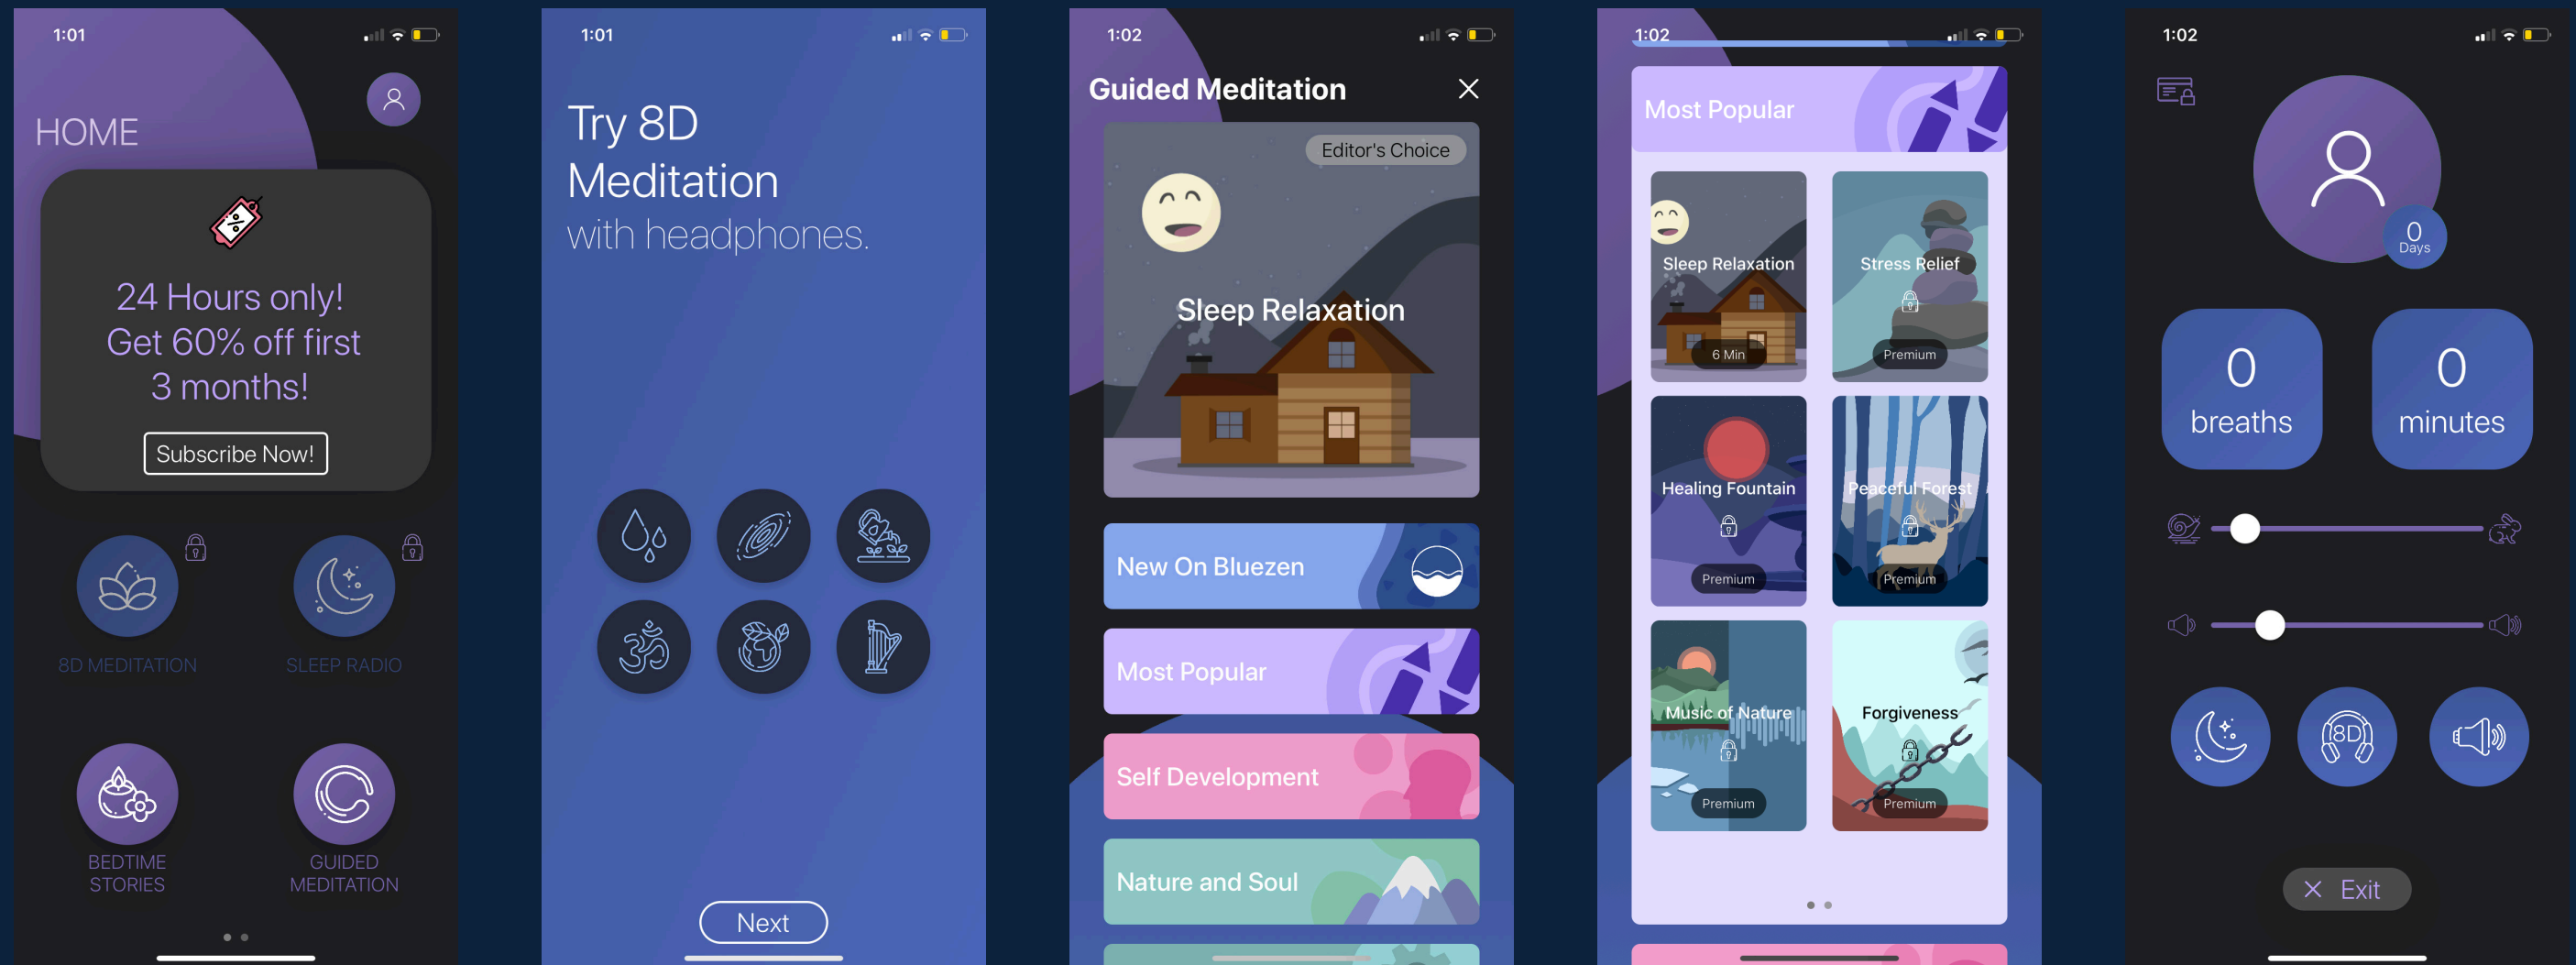 1:01
HOME
24 Hours only!
Get 60% off first
3 months!
Subscribe Now!
8D MEDITATION
SLEEP RADIO
BEDTIME
STORIES
GUIDED
MEDITATION
1:01
Try 8D
Meditation
with headphones.
Next
1:02
Guided Meditation
Editor's Choice
Sleep Relaxation
New On Bluezen
Most Popular
Self Development
Nature and Soul
1:02
Most Popular
Sleep Relaxation
6 Min
Stress Relief
Premium
Healing Fountain
Premium
Peaceful Forest
Premium
Music of Nature
Premium
Forgiveness
Premium
1:02
0
Days
0
breaths
0
minutes
8D
Exit